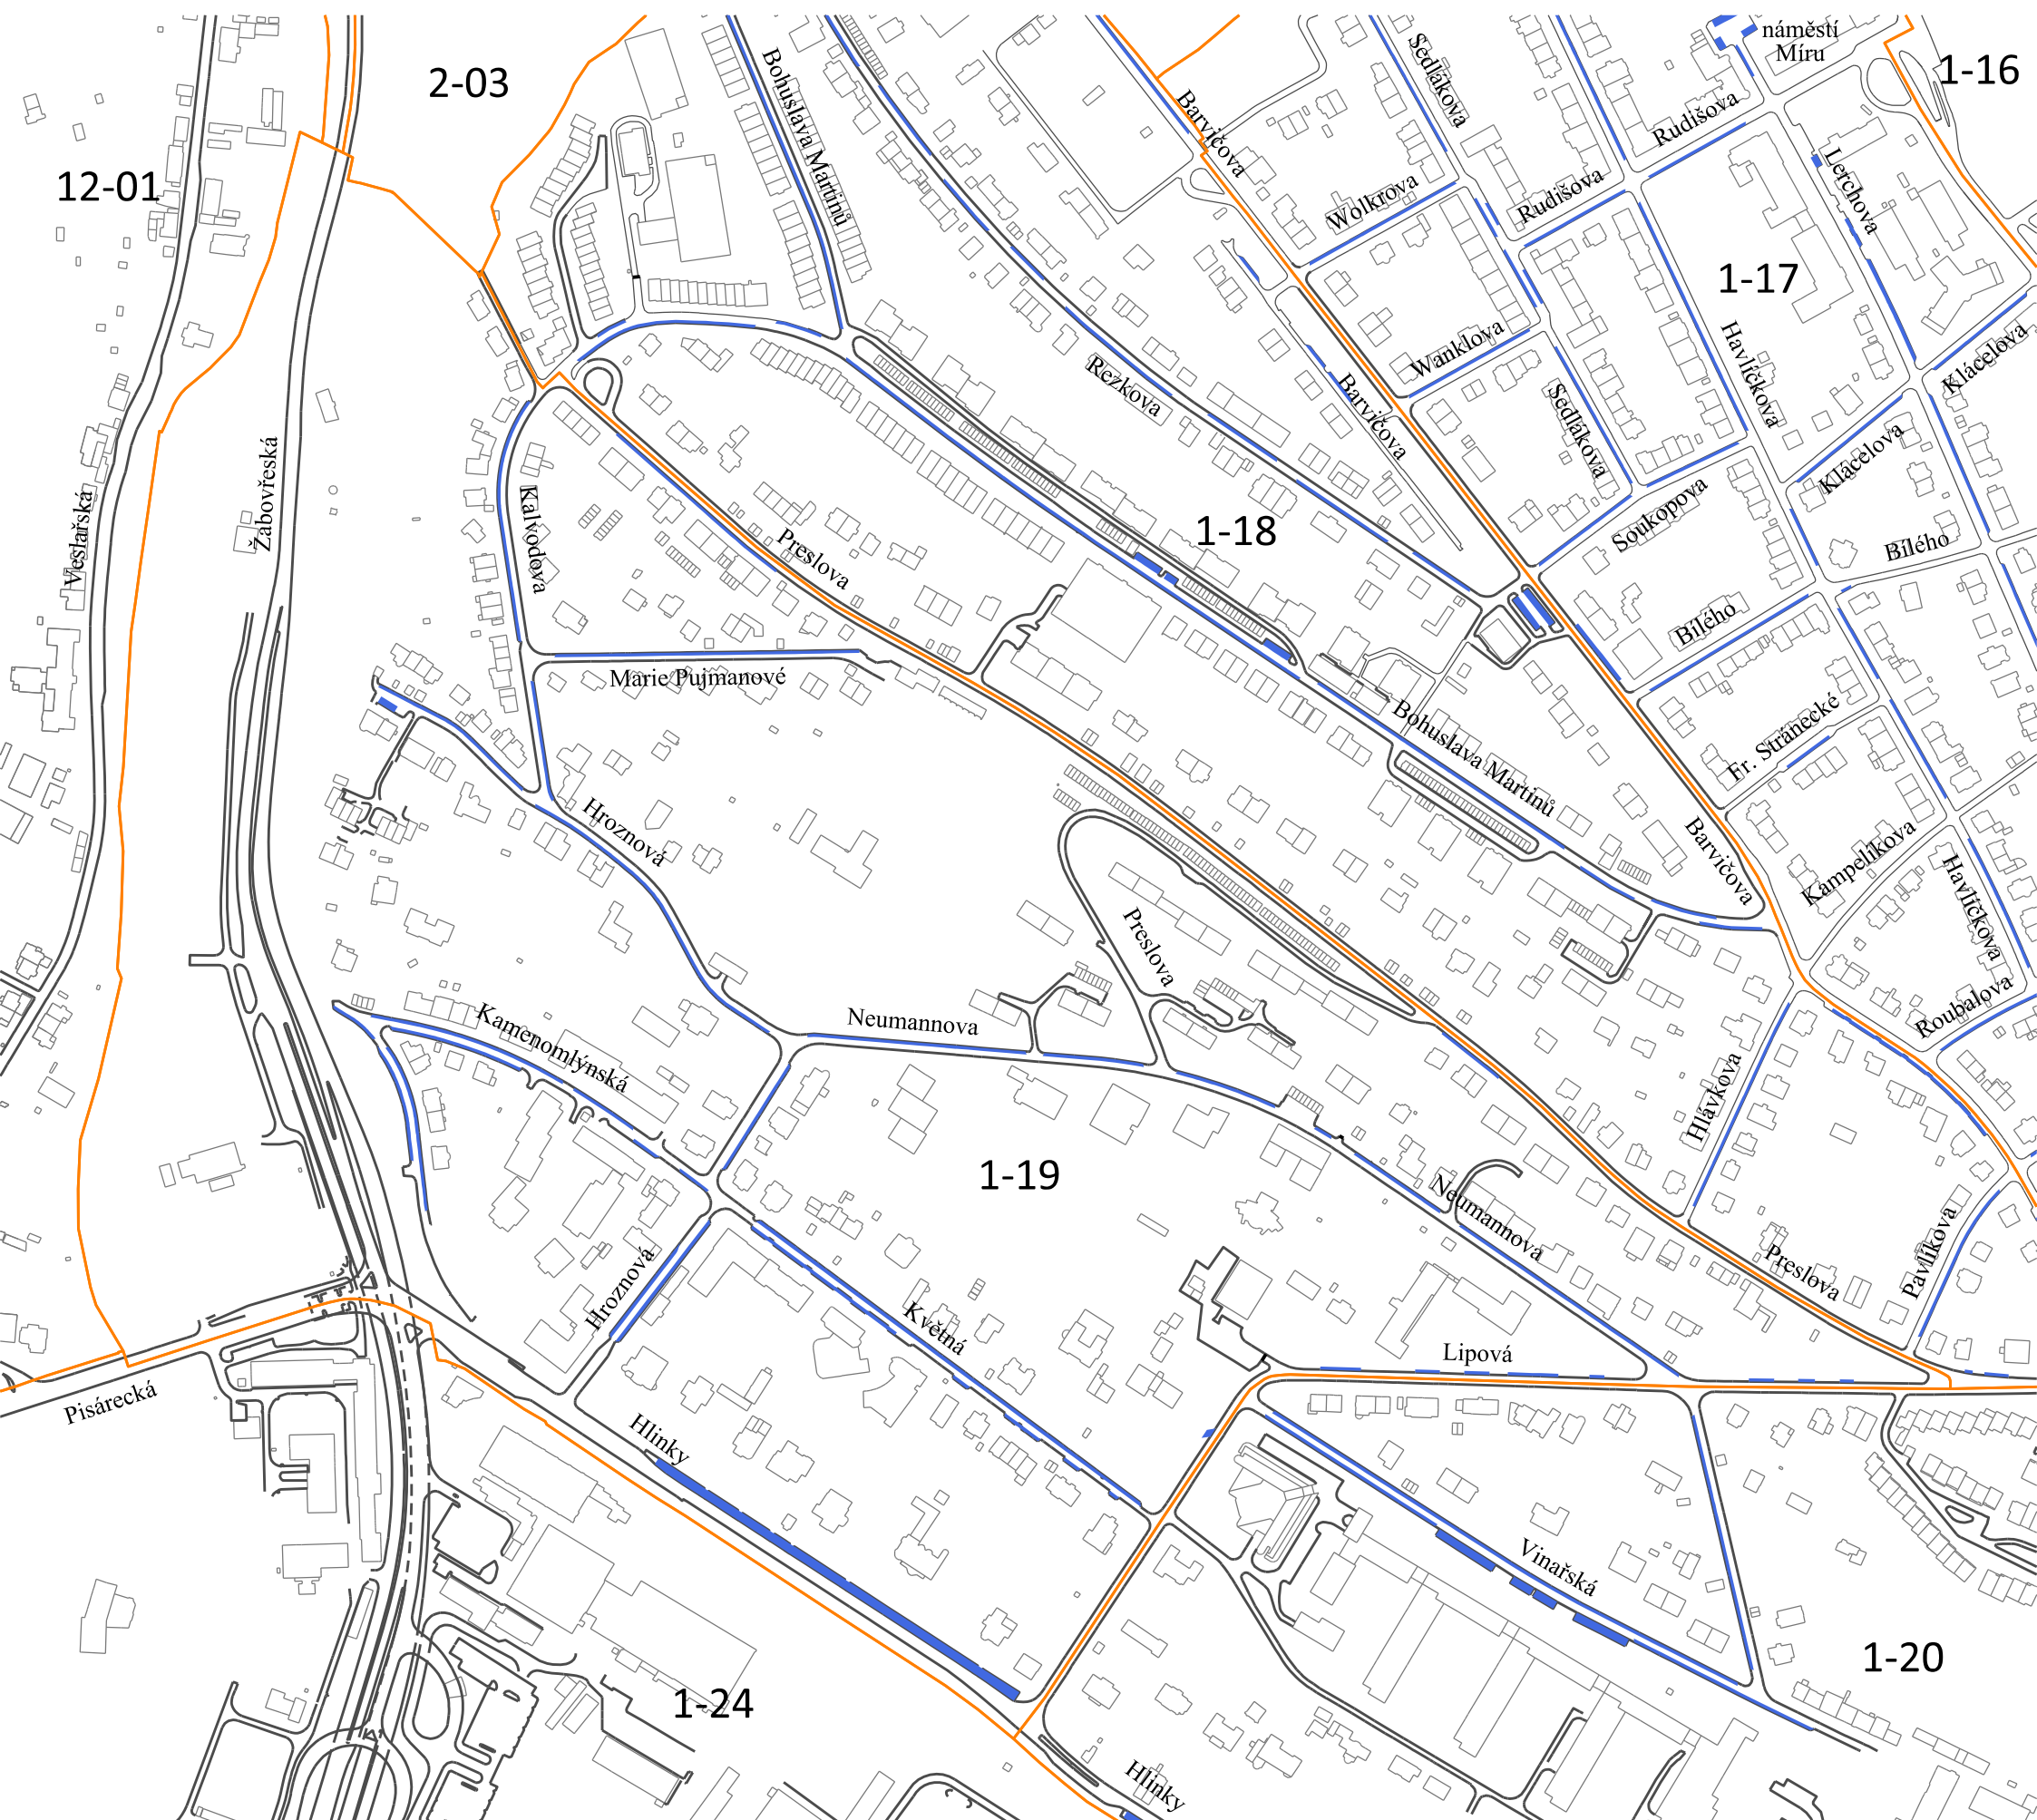 náměstí
Míru
2-03
1-16
Bohuslava Martinů
Sedlákova
Barvičova
Rudišova
12-01
Lerchova
Wolkrova
Rudišova
1-17
Wanklova
Havlíčkova
Klácelova
Rezkova
Barvičova
Sedlákova
Klácelova
Žabovřeská
Veslařská
Kalvodova
Preslova
1-18
Soukopova
Bílého
Bílého
Marie Pujmanové
Bohuslava Martinů
Fr. Stránecké
Hroznová
Barvičova
Kampelíkova
Havlíčkova
Preslova
Roubalova
Kamenomlýnská
Neumannova
Hlávkova
1-19
Neumannova
Preslova
Pavlíkova
Hroznová
Květná
Lipová
Pisárecká
Hlinky
Vinařská
1-20
1-24
Hlinky